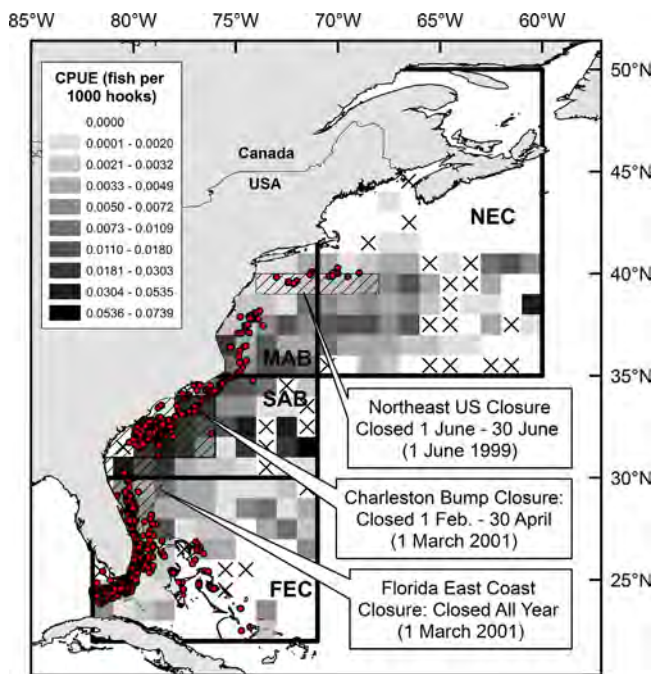 85°W 80°W 75°W 70°W 65°W 60°W
CPUE (fish per
1000 hooks)
0.0000
0.0001 - 0.0020
0.0021 - 0.0032
0.0033 - 0.0049
0.0050 - 0.0072
0.0073 - 0.0109
0.0110 - 0.0180
0.0181 - 0.0303
0.0304 - 0.0535
0.0536 - 0.0739
50°N
Canada
USA
45°N
NEC
40°N
MAB
35°N
SAB
Northeast US Closure
Closed 1 June - 30 June
(1 June 1999)
30°N
Charleston Bump Closure:
Closed 1 Feb. - 30 April
(1 March 2001)
25°N
FEC
Florida East Coast
Closure: Closed All Year
(1 March 2001)